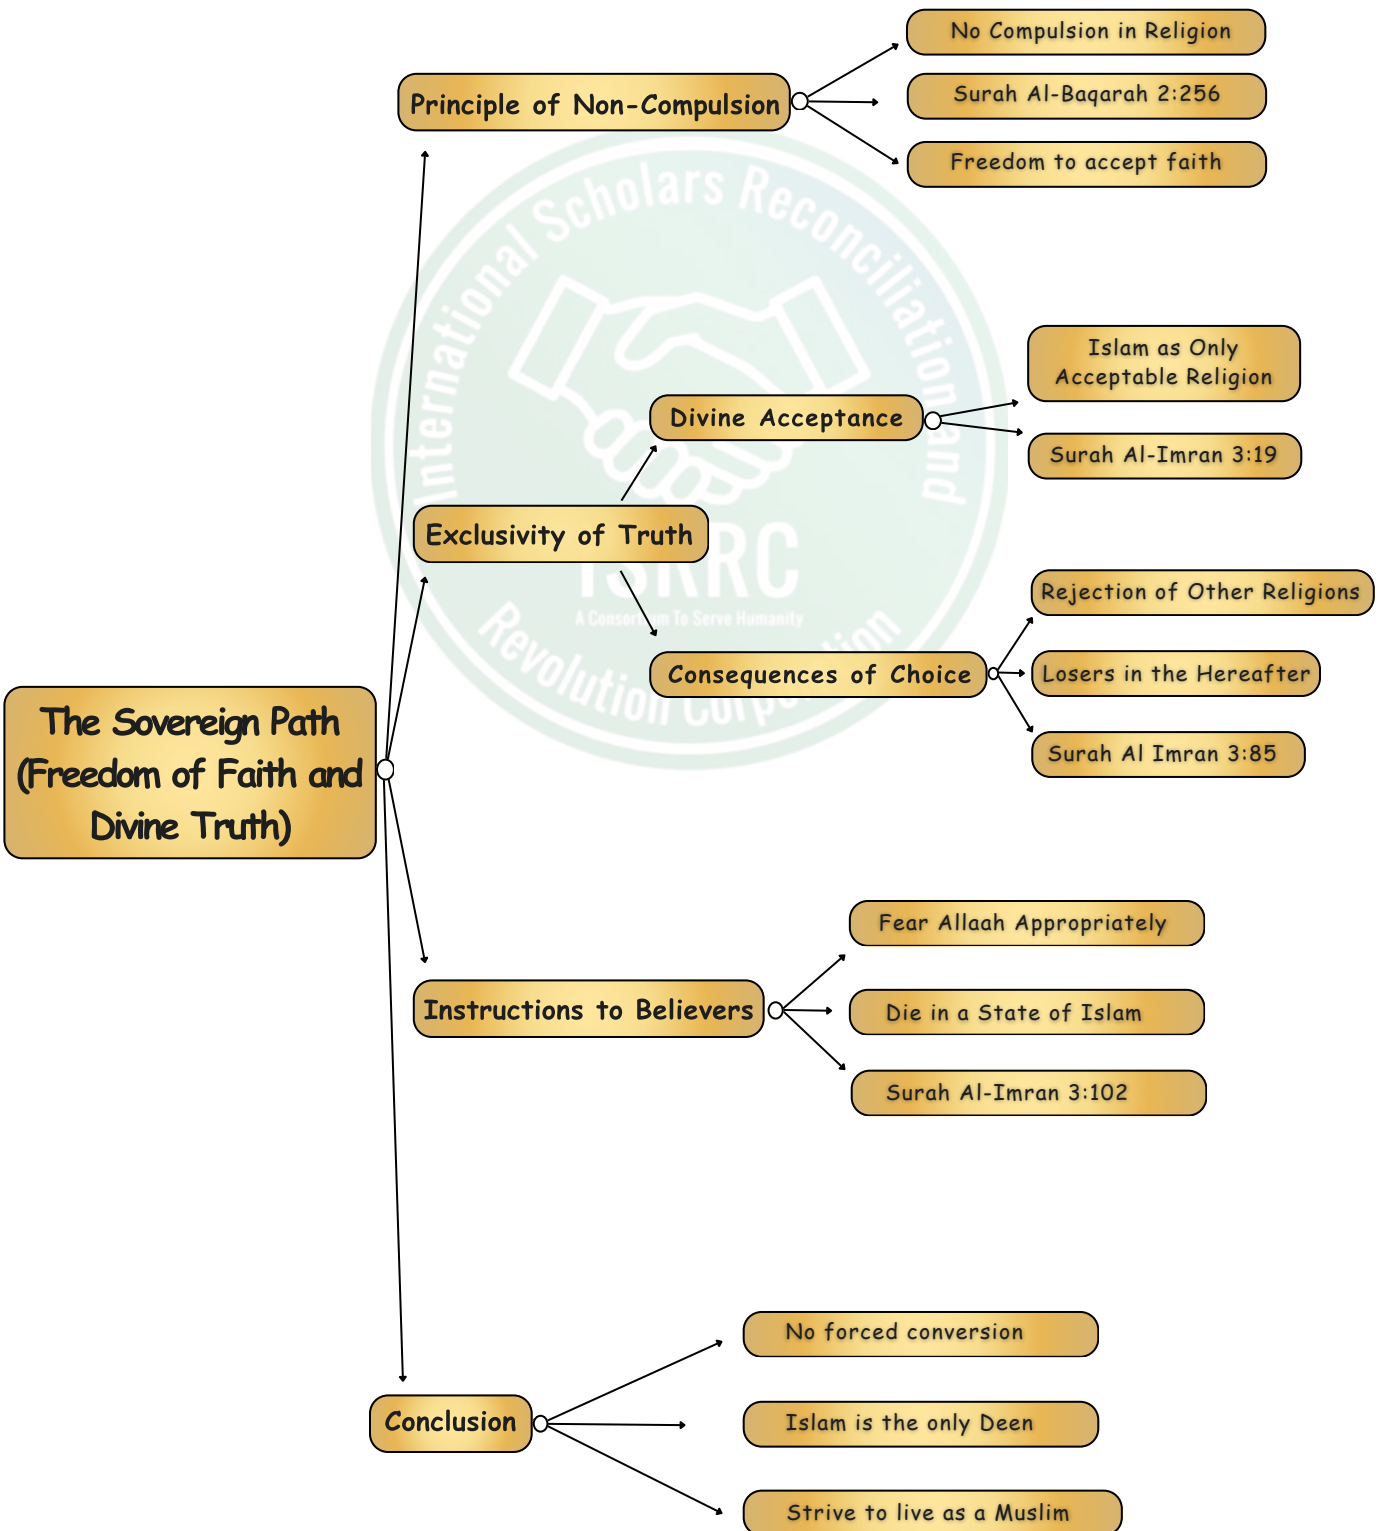 No Compulsion in Religion
Principle of Non-Compulsion
Surah Al-Baqarah 2:256
Freedom to accept faith
International Scholars Reconciliation and
Islam as Only
Acceptable Religion
Divine Acceptance
Surah Al-Imran 3:19
Exclusivity of Truth
ISRRC
A Consortium To Serve Humanity
Rejection of Other Religions
Consequences of Choice
Losers in the Hereafter
Revolution Corporation
Surah Al Imran 3:85
The Sovereign Path
(Freedom of Faith and
Divine Truth)
Fear Allaah Appropriately
Instructions to Believers
Die in a State of Islam
Surah Al-Imran 3:102
No forced conversion
Conclusion
Islam is the only Deen
Strive to live as a Muslim